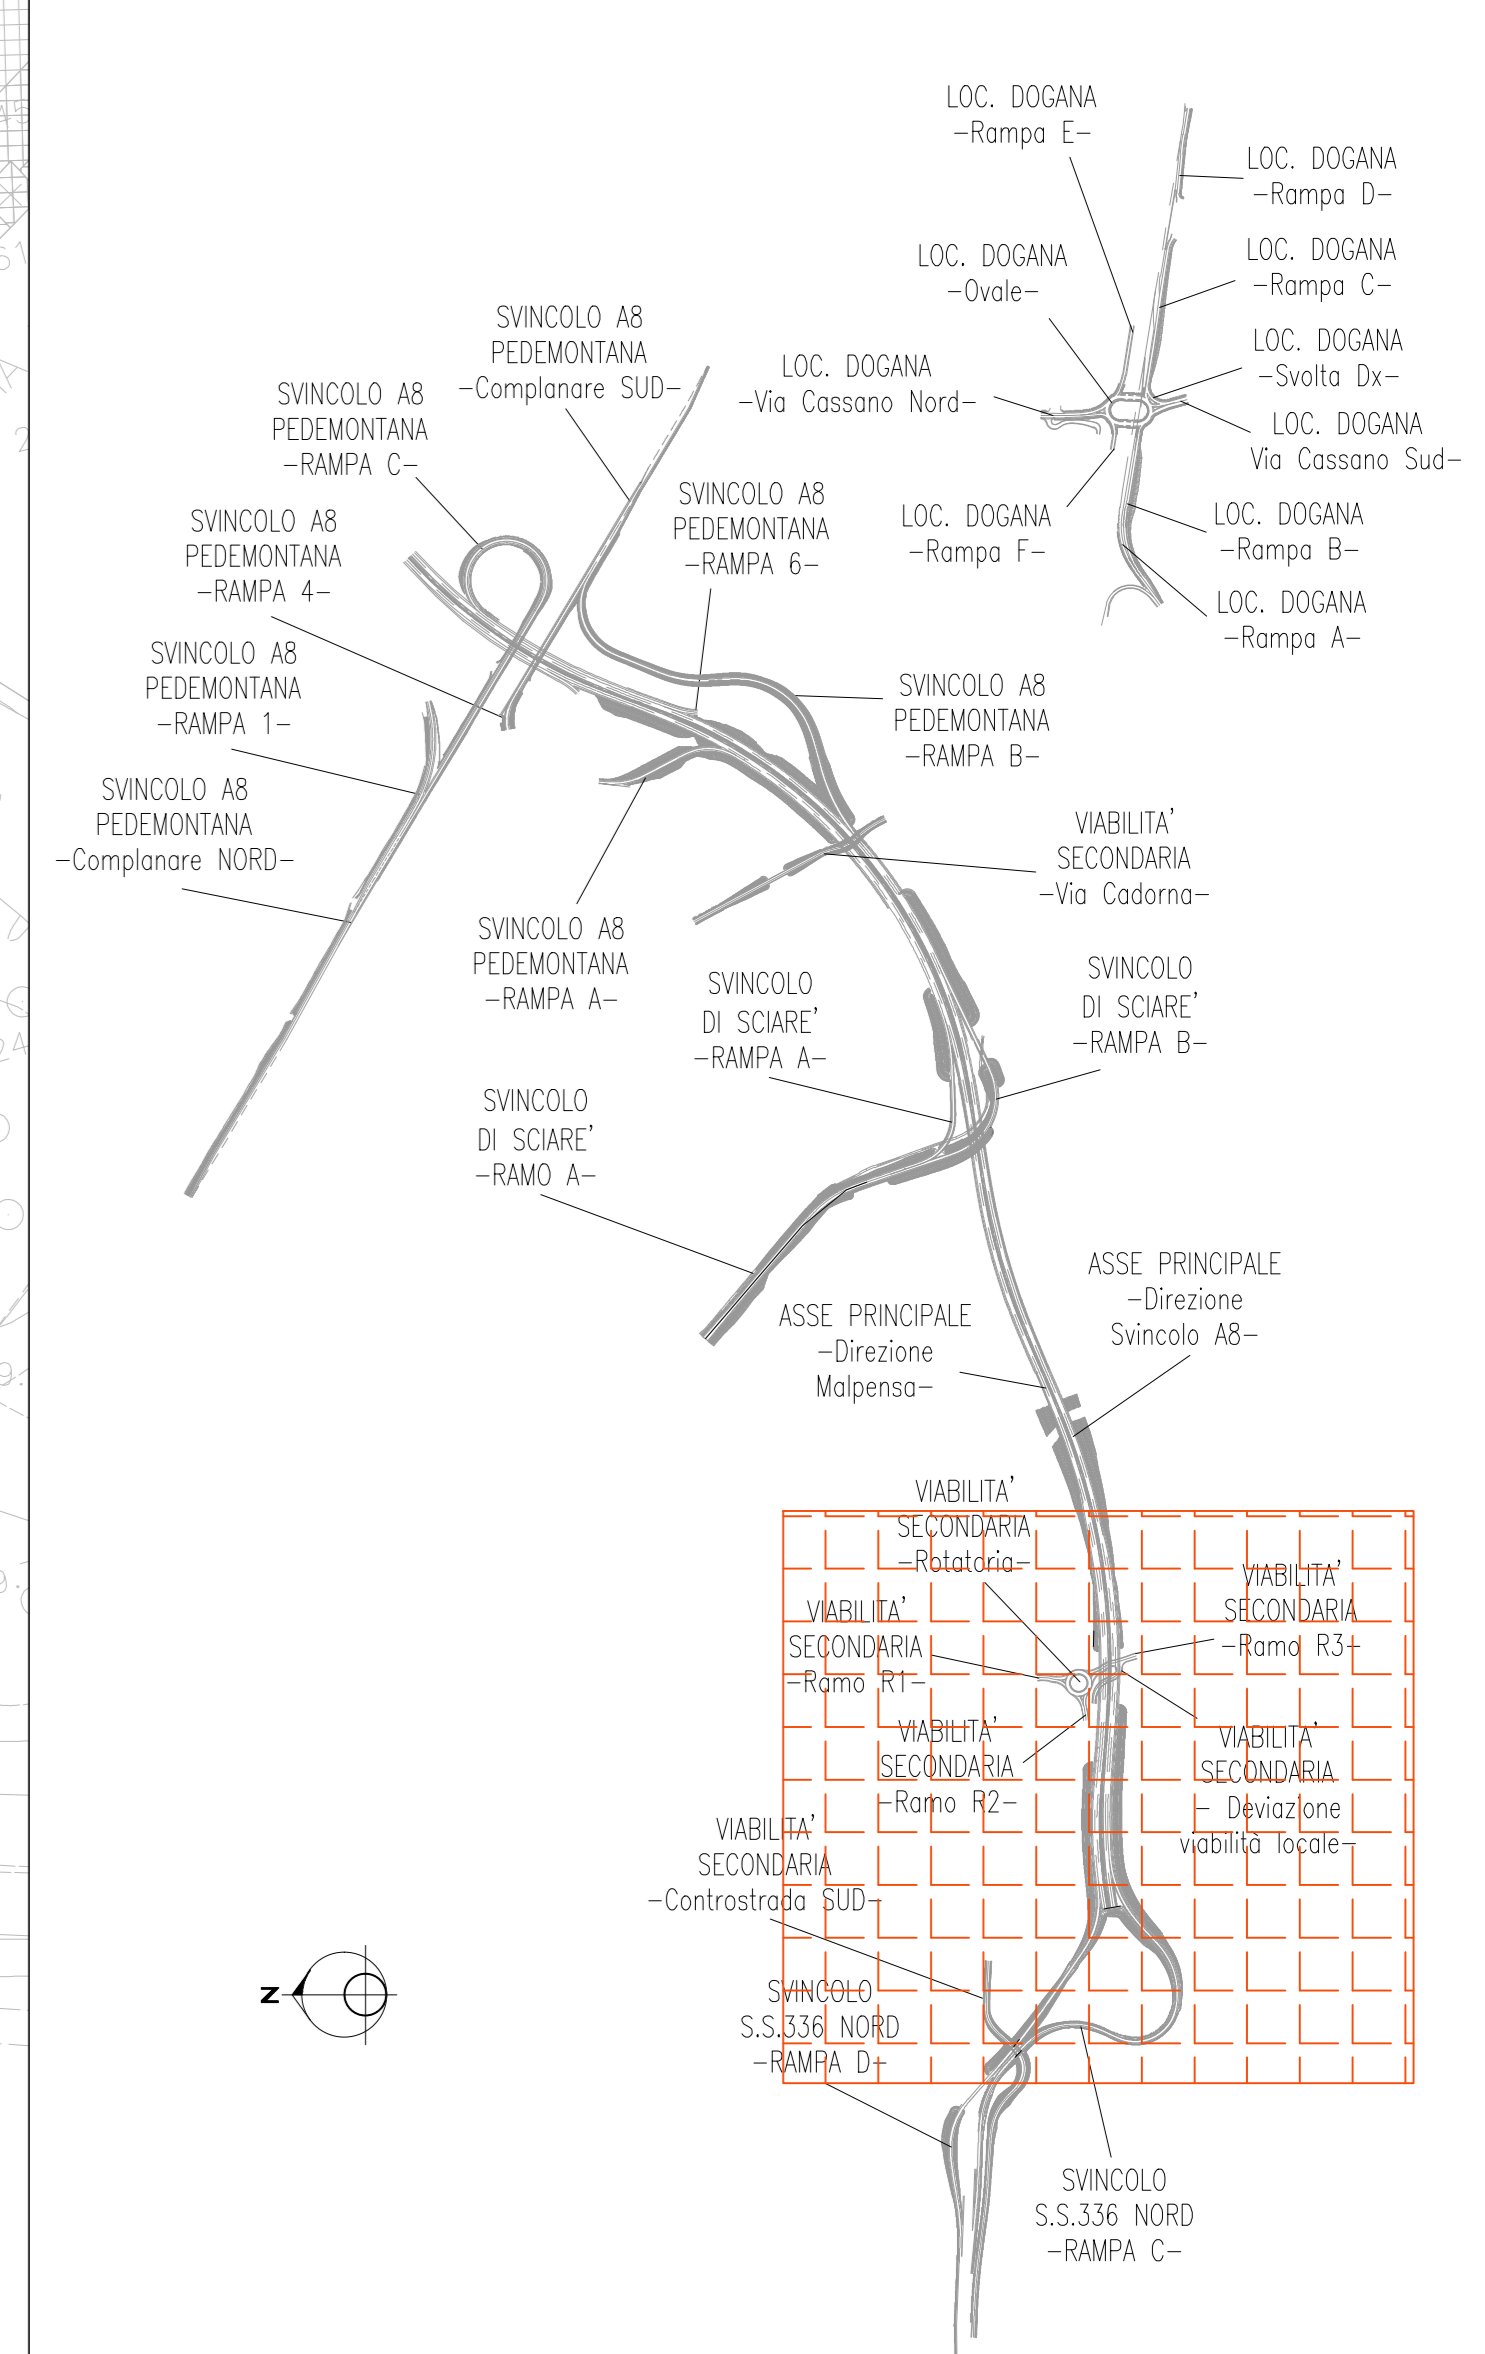 LOC. DOGANA
-Rampa E-
LOC. DOGANA
-Rampa D-
LOC. DOGANA
-Ovale-
LOC. DOGANA
-Rampa C-
SVINCOLO A8
PEDEMONTANA
-Complanare SUD-
LOC. DOGANA
-Svolta Dx-
LOC. DOGANA
-Via Cassano Nord-
SVINCOLO A8
PEDEMONTANA
-RAMPA C-
LOC. DOGANA
Via Cassano Sud-
SVINCOLO A8
PEDEMONTANA
-RAMPA 6-
LOC. DOGANA
-Rampa F-
LOC. DOGANA
-Rampa B-
SVINCOLO A8
PEDEMONTANA
-RAMPA 4-
LOC. DOGANA
-Rampa A-
SVINCOLO A8
PEDEMONTANA
-RAMPA 1-
SVINCOLO A8
PEDEMONTANA
-RAMPA B-
SVINCOLO A8
PEDEMONTANA
-Complanare NORD-
VIABILITA'
SECONDARIA
-Via Cadorna-
SVINCOLO A8
PEDEMONTANA
-RAMPA A-
SVINCOLO
DI SCIARE'
-RAMPA A-
SVINCOLO
DI SCIARE'
-RAMPA B-
SVINCOLO
DI SCIARE'
-RAMO A-
ASSE PRINCIPALE
-Direzione
Svincolo A8-
ASSE PRINCIPALE
-Direzione
Malpensa-
VIABILITA'
SECONDARIA
-Rotatoria-
VIABILITA'
SECONDARIA
-Ramo R3-
VIABILITA'
SECONDARIA
-Ramo R1-
VIABILITA'
SECONDARIA
-Ramo R2-
VIABILITA'
SECONDARIA
- Deviazione
viabilità locale-
VIABILITA'
SECONDARIA
-Controstrada SUD-
N
SVINCOLO
S.S.336 NORD
-RAMPA D-
SVINCOLO
S.S.336 NORD
-RAMPA C-